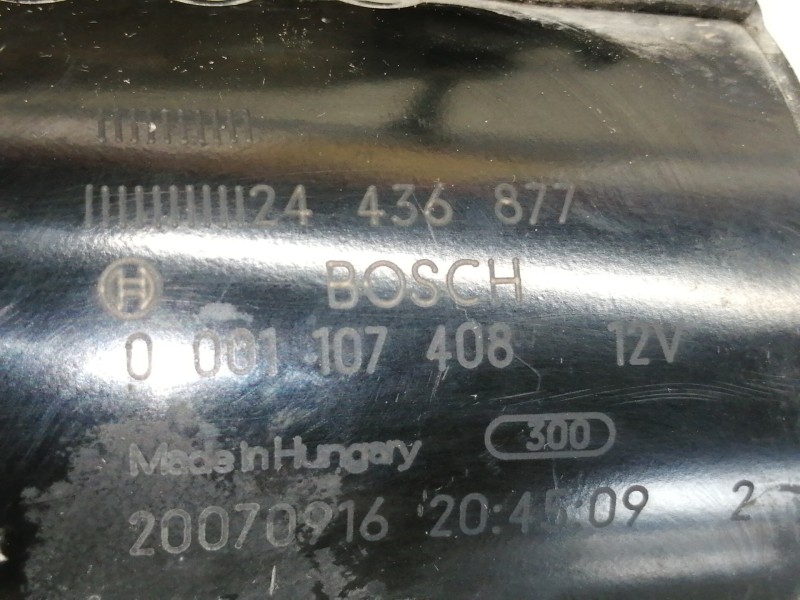 24 436 877
BOSCH
0 001 107 408 12V
Made in Hungary 300
20070916 2